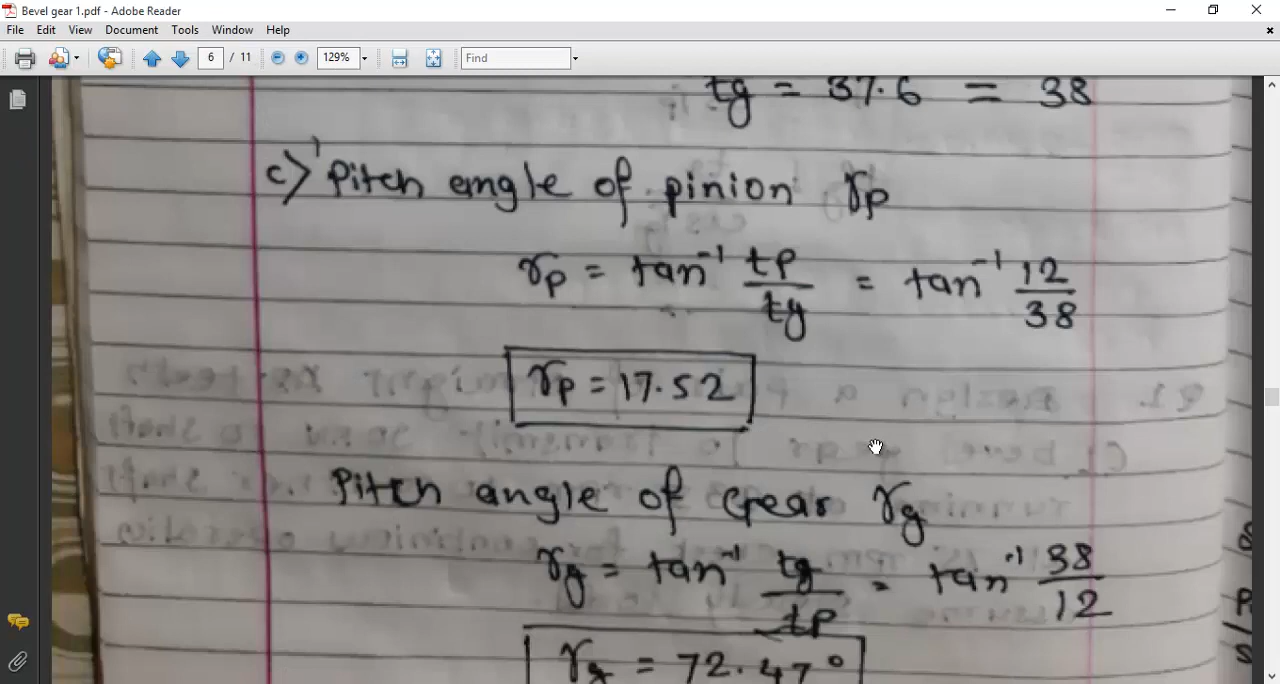 Bevel gear 1.pdf - Adobe Reader
File Edit View Document Tools Window Help
6 / 11 129% Find
tg = 37.6 = 38
c) Pitch angle of pinion γp
γp = tan⁻¹ tp/tg = tan⁻¹ 12/38
γp = 17.52
Pitch angle of Gear γg
γg = tan⁻¹ tg/tp = tan⁻¹ 38/12
γg = 72.47°